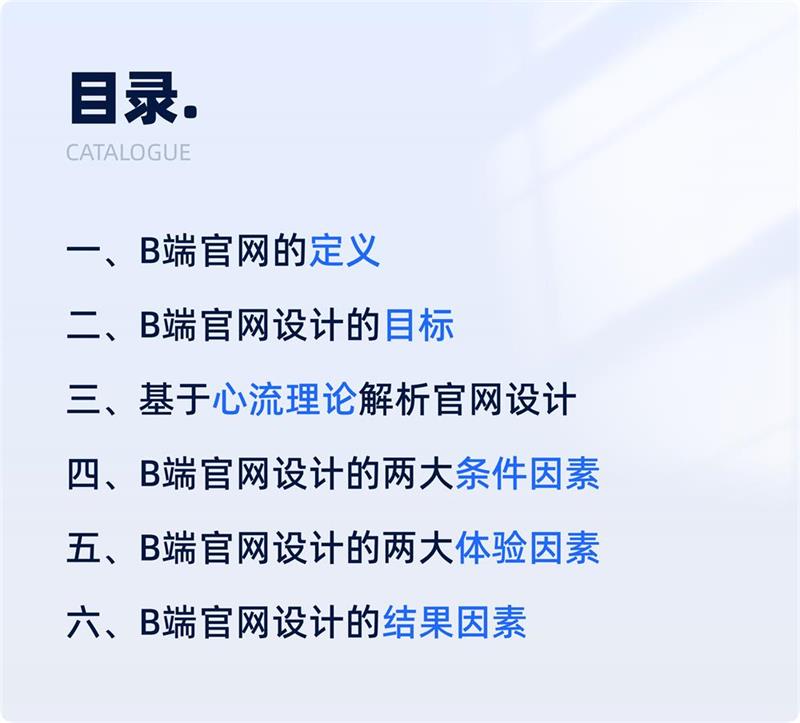 目录.
CATALOGUE
一、B端官网的定义
二、B端官网设计的目标
三、基于心流理论解析官网设计
四、B端官网设计的两大条件因素
五、B端官网设计的两大体验因素
六、B端官网设计的结果因素